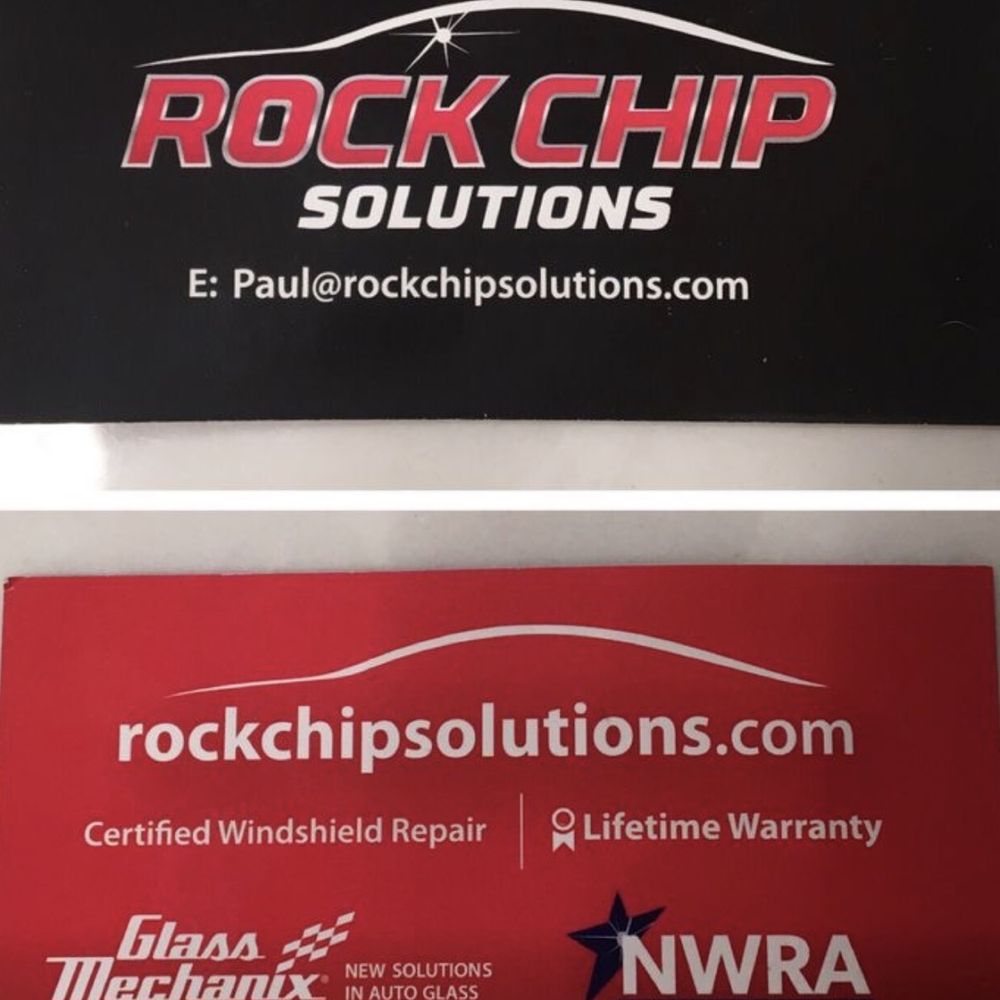 ROCK CHIP
SOLUTIONS
E: Paul@rockchipsolutions.com
rockchipsolutions.com
Certified Windshield Repair
Lifetime Warranty
Glass
Mechanix®
NEW SOLUTIONS
IN AUTO GLASS
NWRA